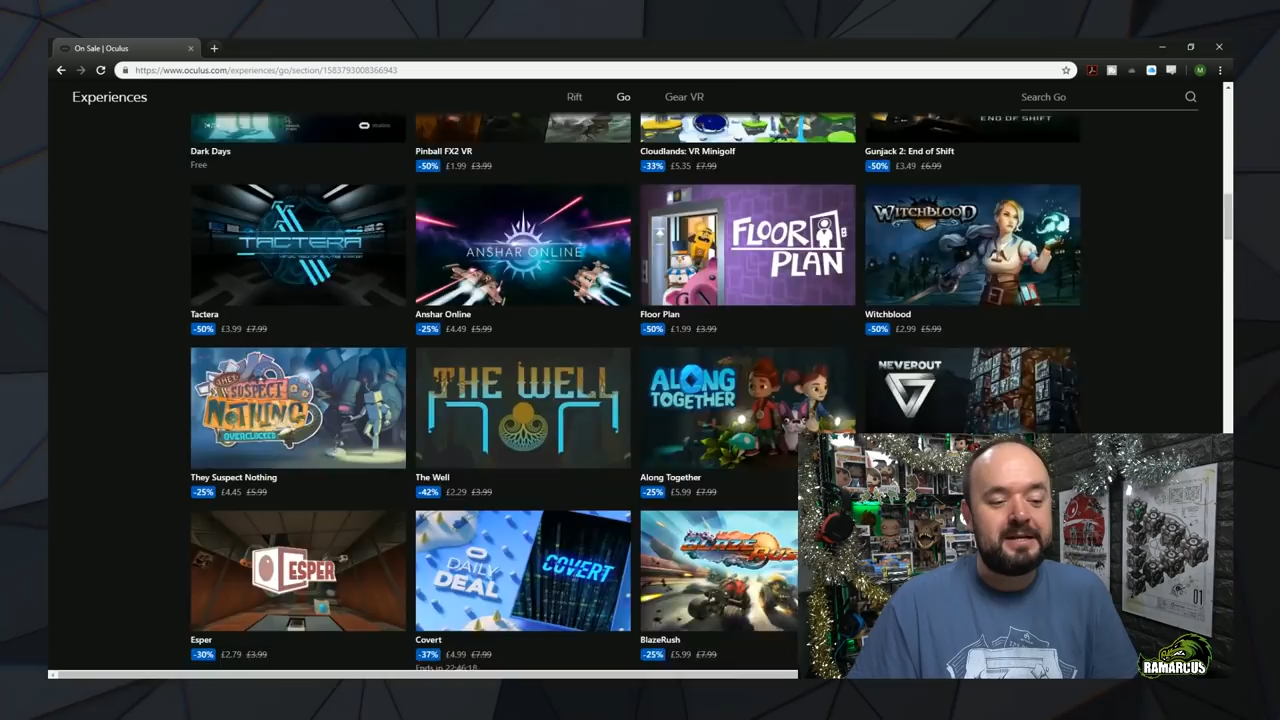 On Sale | Oculus
https://www.oculus.com/experiences/go/section/1583793008366943
M
Experiences
Rift
Go
Gear VR
Search Go
END OF SHIFT
Dark Days
Free
Pinball FX2 VR
-50% £1.99 £3.99
Cloudlands: VR Minigolf
-33% £5.35 £7.99
Gunjack 2: End of Shift
-50% £3.49 £6.99
TACTERA
ANSHAR ONLINE
FLOOR
PLAN
WITCHBLOOD
Tactera
-50% £3.99 £7.99
Anshar Online
-25% £4.49 £5.99
Floor Plan
-50% £1.99 £3.99
Witchblood
-50% £2.99 £5.99
THEY
SUSPECT
NOTHING
OVERCLOCKED
THE WELL
ALONG
TOGETHER
NEVEROUT
They Suspect Nothing
-25% £4.45 £5.99
The Well
-42% £2.29 £3.99
Along Together
-25% £5.99 £7.99
ESPER
DAILY
DEAL
COVERT
BLAZERUS
Esper
-30% £2.79 £3.99
Covert
-37% £4.99 £7.99
Ends in 22:46:18
BlazeRush
-25% £5.99 £7.99
01
RAMARCUS